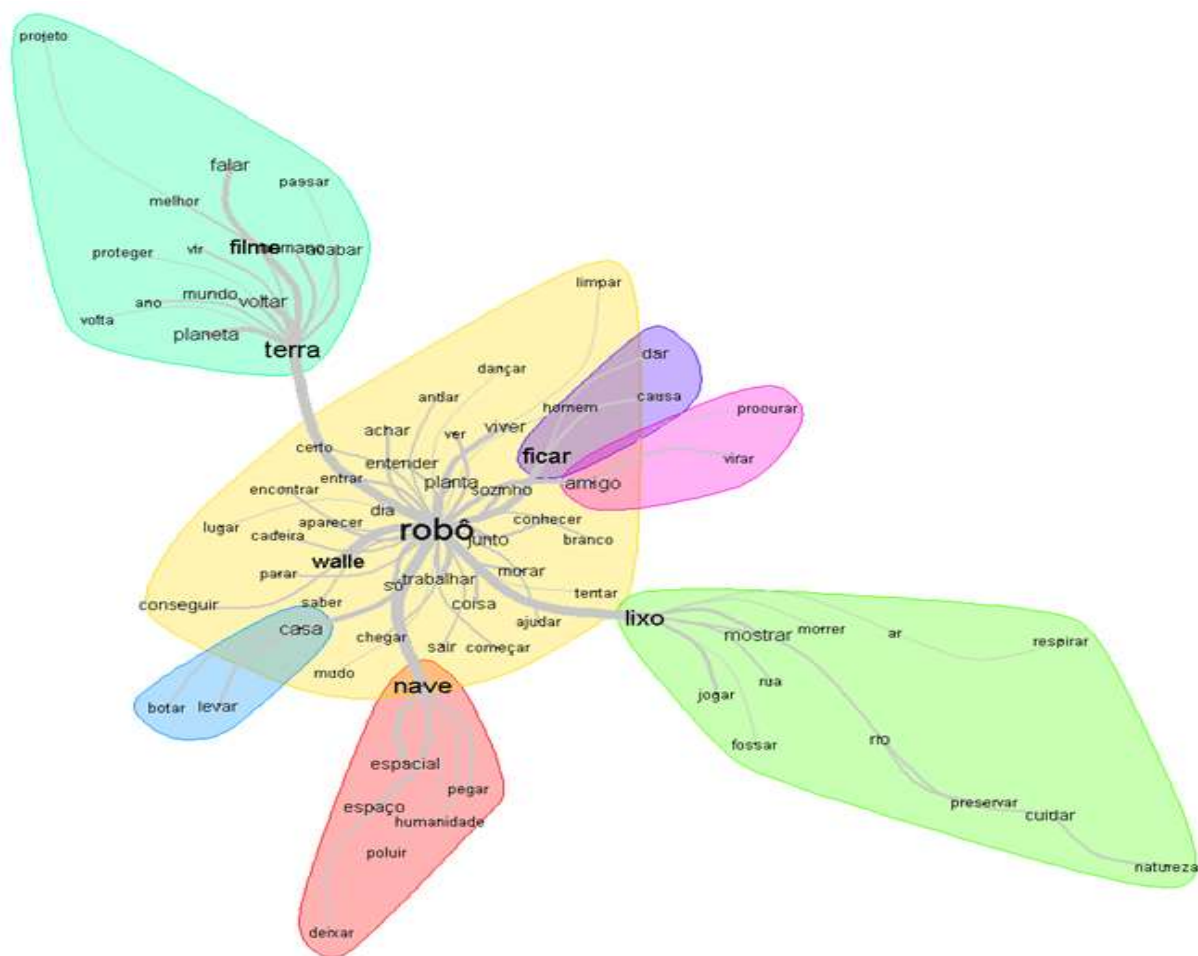 projeto
falar
passar
melhor
filme
acabar
proteger
vir
mundo
voltar
ano
volta
planeta
terra
limpar
dar
dançar
causa
andar
homem
procurar
viver
achar
ver
certo
ficar
virar
entender
entrar
planta
sozinho
amigo
encontrar
dia
conhecer
lugar
aparecer
robô
cadeira
junto
branco
walle
parar
trabalhar
morar
so
tentar
conseguir
saber
coisa
ajudar
lixo
casa
chegar
mostrar
morrer
ar
respirar
sair
começar
mudo
nave
rua
jogar
botar
levar
fossar
rio
espacial
pegar
espaço
humanidade
preservar
cuidar
poluir
natureza
deixar